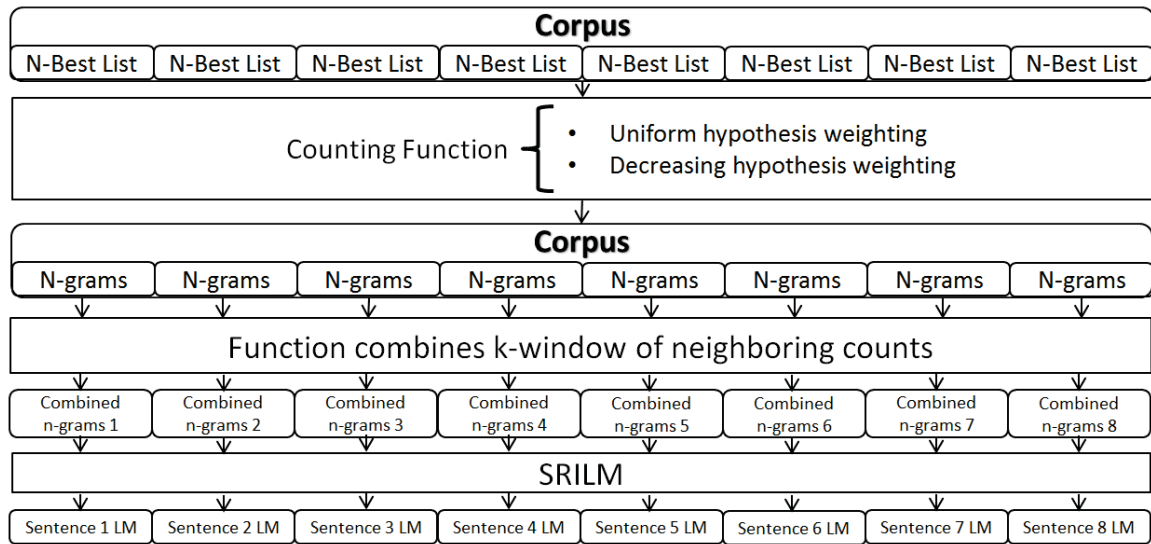 Corpus
N-Best List N-Best List N-Best List N-Best List N-Best List N-Best List N-Best List N-Best List
Counting Function
• Uniform hypothesis weighting
• Decreasing hypothesis weighting
Corpus
N-grams N-grams N-grams N-grams N-grams N-grams N-grams N-grams
Function combines k-window of neighboring counts
Combined Combined Combined Combined Combined Combined Combined Combined
n-grams 1 n-grams 2 n-grams 3 n-grams 4 n-grams 5 n-grams 6 n-grams 7 n-grams 8
SRILM
Sentence 1 LM Sentence 2 LM Sentence 3 LM Sentence 4 LM Sentence 5 LM Sentence 6 LM Sentence 7 LM Sentence 8 LM